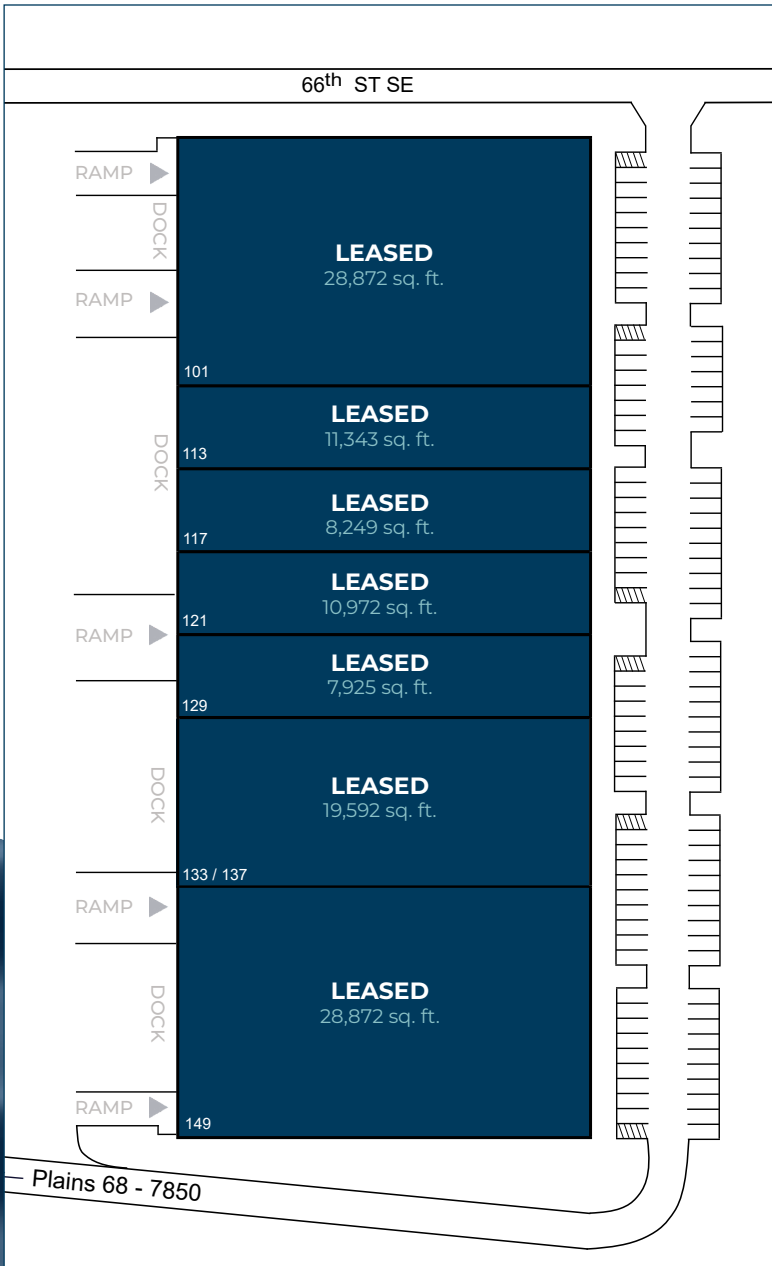 66th ST SE
RAMP
DOCK
RAMP
LEASED
28,872 sq. ft.
101
DOCK
LEASED
11,343 sq. ft.
113
LEASED
8,249 sq. ft.
117
LEASED
10,972 sq. ft.
121
RAMP
LEASED
7,925 sq. ft.
129
DOCK
LEASED
19,592 sq. ft.
133 / 137
RAMP
DOCK
LEASED
28,872 sq. ft.
RAMP
149
Plains 68 - 7850